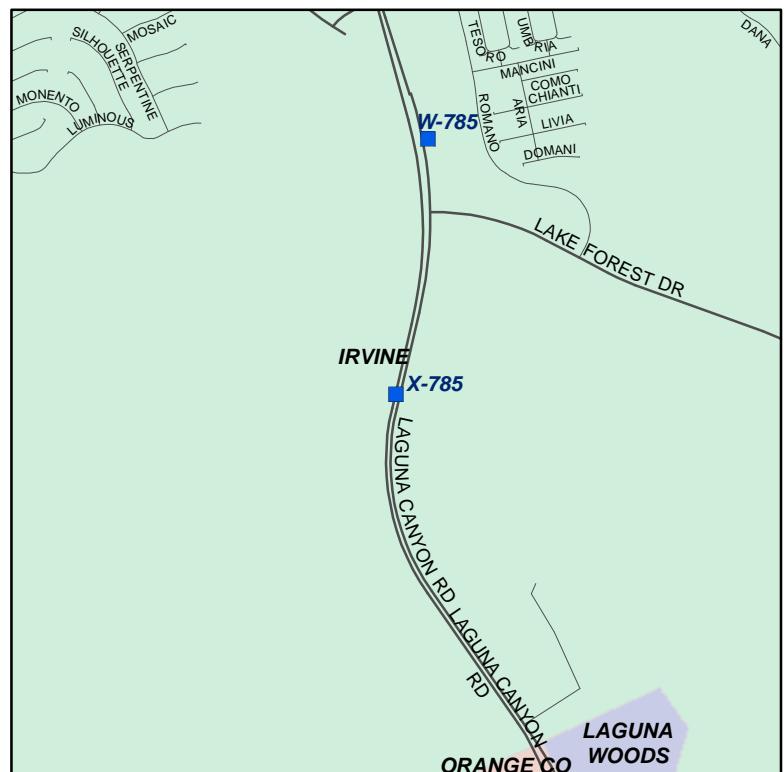 MOSAIC
SILHOUETTE
SERPENTINE
MONENTO
LUMINOUS
TESORO
UMBRIA
DANA
MANCINI
COMO
CHIANTI
ROMANO
ARIA
LIVIA
DOMANI
W-785
LAKE FOREST DR
IRVINE
X-785
LAGUNA CANYON RD
LAGUNA CANYON
RD
LAGUNA
WOODS
ORANGE CO